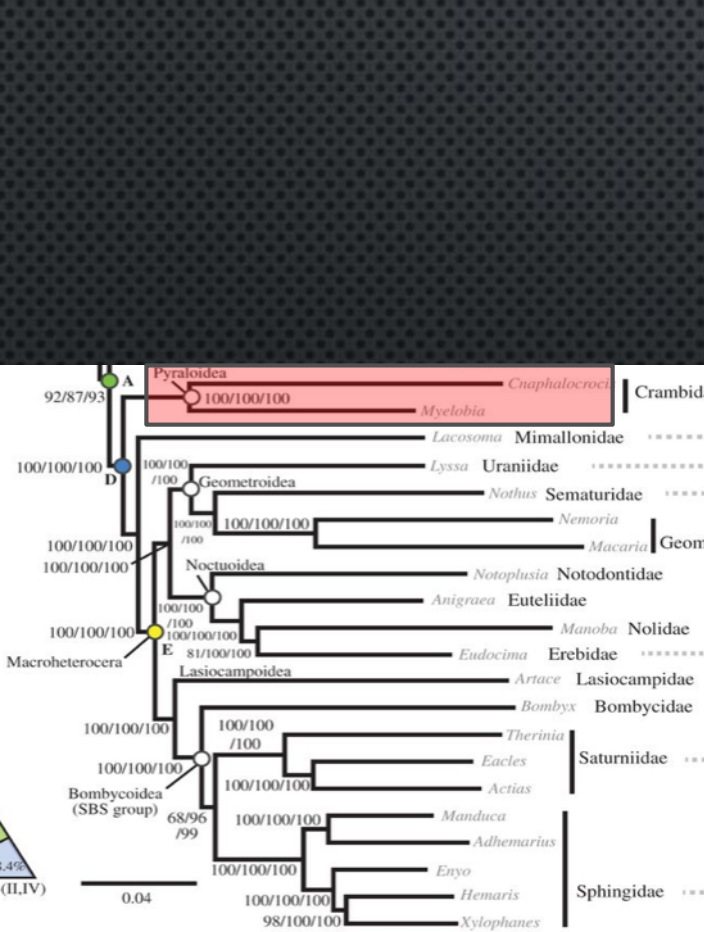 Pyraloidea
A
Cnaphalocrocis
92/87/93
100/100/100
Crambid
Myelobia
Lacosoma Mimallonidae
100/100/100
D
100/100
/100
Lyssa Uraniidae
Geometroidea
Nothus Sematuridae
100/100
/100
100/100/100
Nemoria
100/100/100
Macaria
Geom
100/100/100
Noctuoidea
Notoplusia Notodontidae
100/100
/100
Anigraea Euteliidae
100/100/100
E
100/100/100
Manoba Nolidae
Macroheterocera
81/100/100
Eudocima Erebidae
Lasiocampoidea
Artace Lasiocampidae
Bombyx Bombycidae
100/100/100
100/100
/100
Therinia
100/100/100
Eacles
Saturniidae
Bombycoidea
(SBS group)
100/100/100
Actias
68/96
/99
100/100/100
Manduca
Adhemarius
.4%
(II,IV)
100/100/100
Enyo
0.04
100/100/100
Hemaris
Sphingidae
98/100/100
Xylophanes